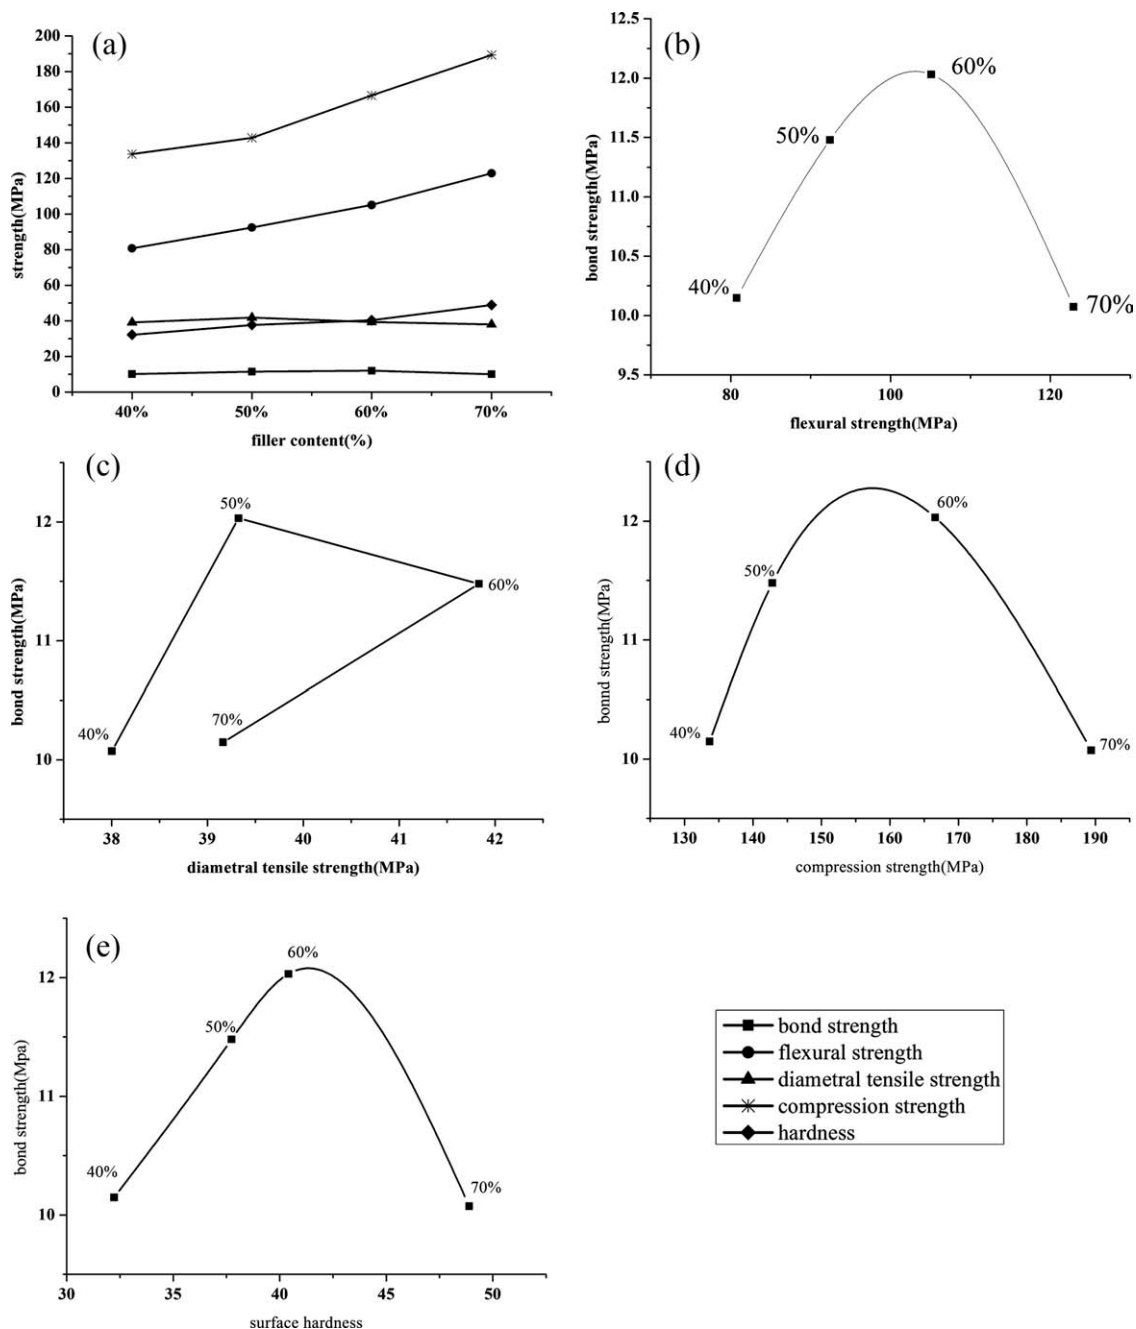 (a)
200
180
160
140
120
100
80
60
40
20
0
strength(MPa)
40% 50% 60% 70%
filler content(%)
(b)
12.5
12.0
11.5
11.0
10.5
10.0
9.5
bond strength(MPa)
40%
50%
60%
70%
80 100 120
flexural strength(MPa)
(c)
12
11
10
bond strength(MPa)
40%
50%
60%
70%
38 39 40 41 42
diametral tensile strength(MPa)
(d)
12
11
10
bonnd strength(MPa)
40%
50%
60%
70%
130 140 150 160 170 180 190
compression strength(MPa)
(e)
12
11
10
bond strength(Mpa)
40%
50%
60%
70%
30 35 40 45 50
surface hardness
bond strength
flexural strength
diametral tensile strength
compression strength
hardness